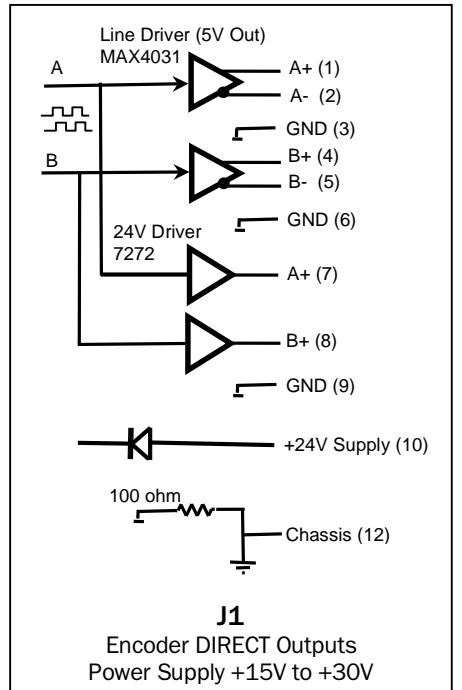 Line Driver (5V Out)
MAX4031
A
A+ (1)
A- (2)
GND (3)
B
B+ (4)
B- (5)
GND (6)
24V Driver
7272
A+ (7)
B+ (8)
GND (9)
+24V Supply (10)
100 ohm
Chassis (12)
J1
Encoder DIRECT Outputs
Power Supply +15V to +30V